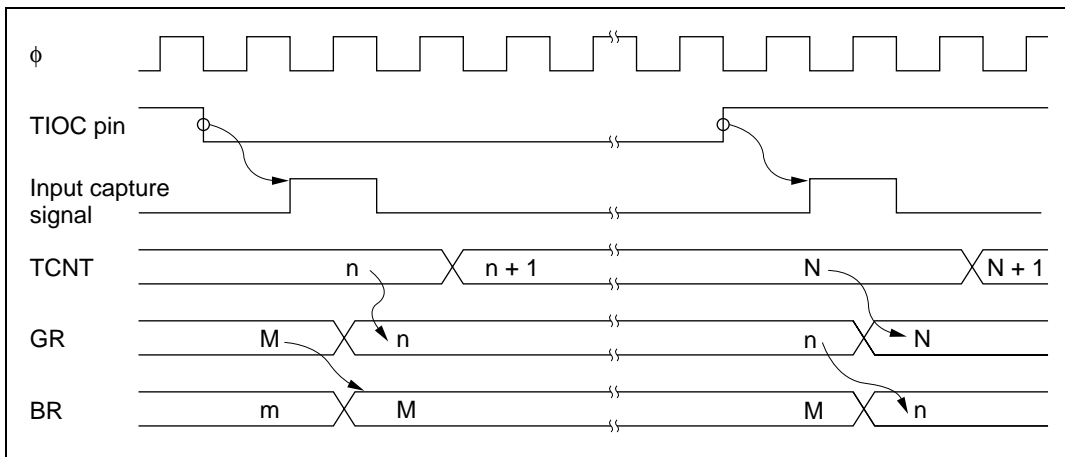 ϕ
TIOC pin
Input capture
signal
TCNT n n + 1 N N + 1
GR M n n N
BR m M M n